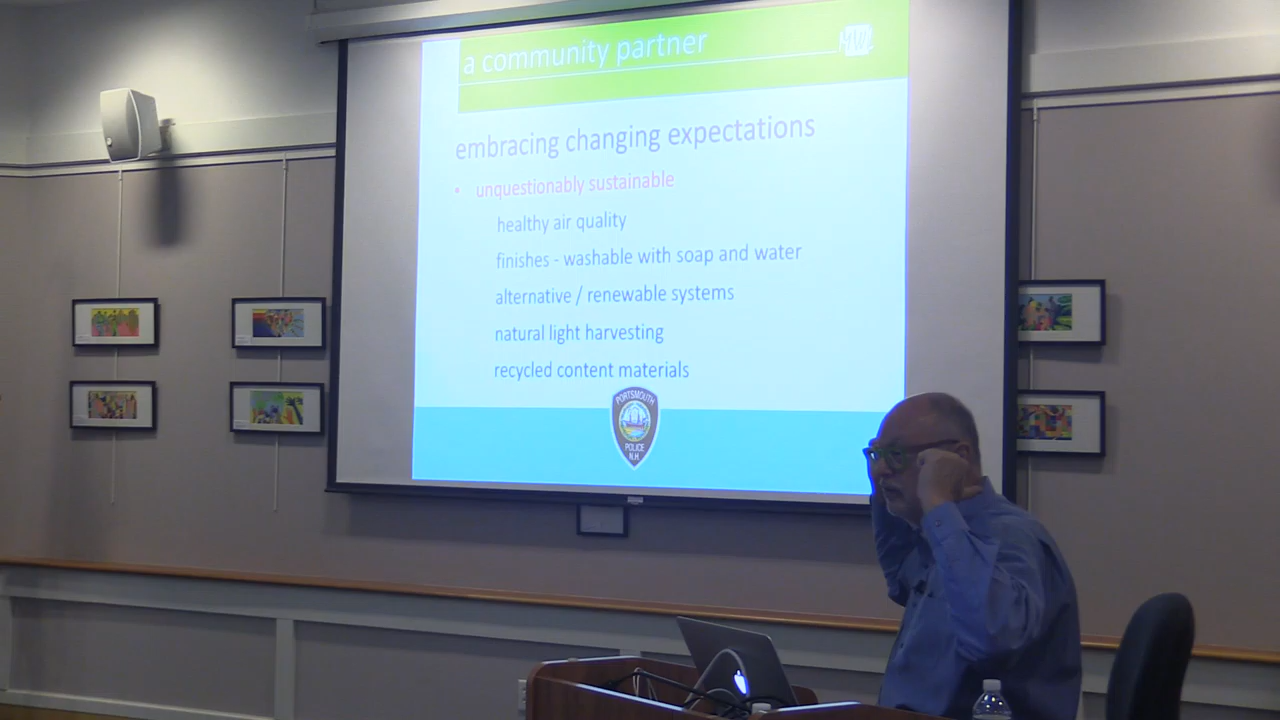 a community partner
MW
embracing changing expectations
• unquestionably sustainable
healthy air quality
finishes - washable with soap and water
alternative / renewable systems
natural light harvesting
recycled content materials
PORTSMOUTH
POLICE
N.H